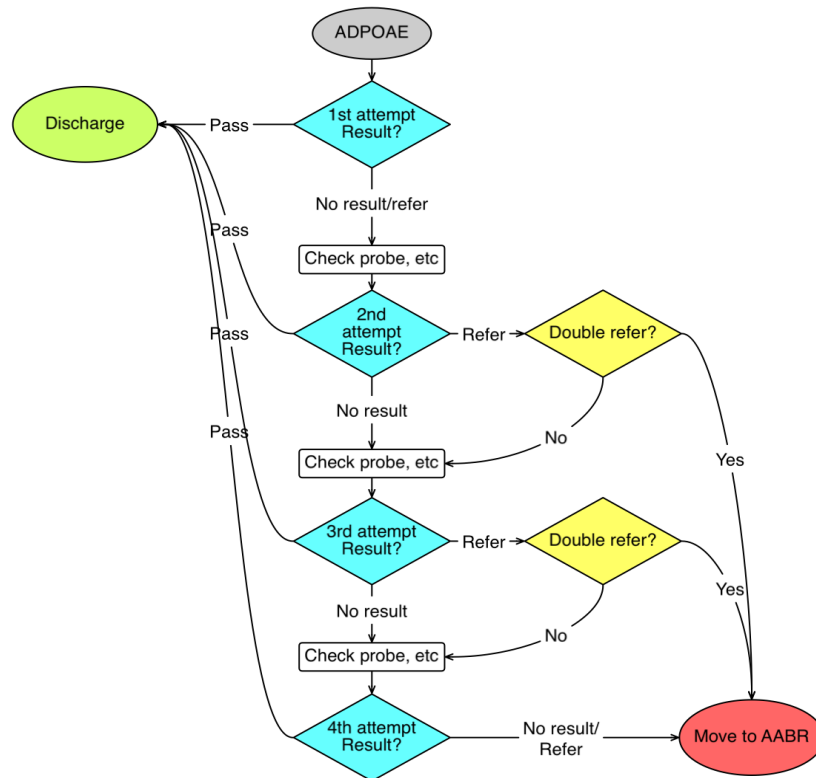 ADPOAE
1st attempt
Result?
Discharge
Pass
No result/refer
Pass
Check probe, etc
2nd
attempt
Result?
Refer
Double refer?
Pass
No result
No
Yes
Pass
Check probe, etc
3rd attempt
Result?
Refer
Double refer?
Yes
No result
No
Check probe, etc
4th attempt
Result?
No result/
Refer
Move to AABR